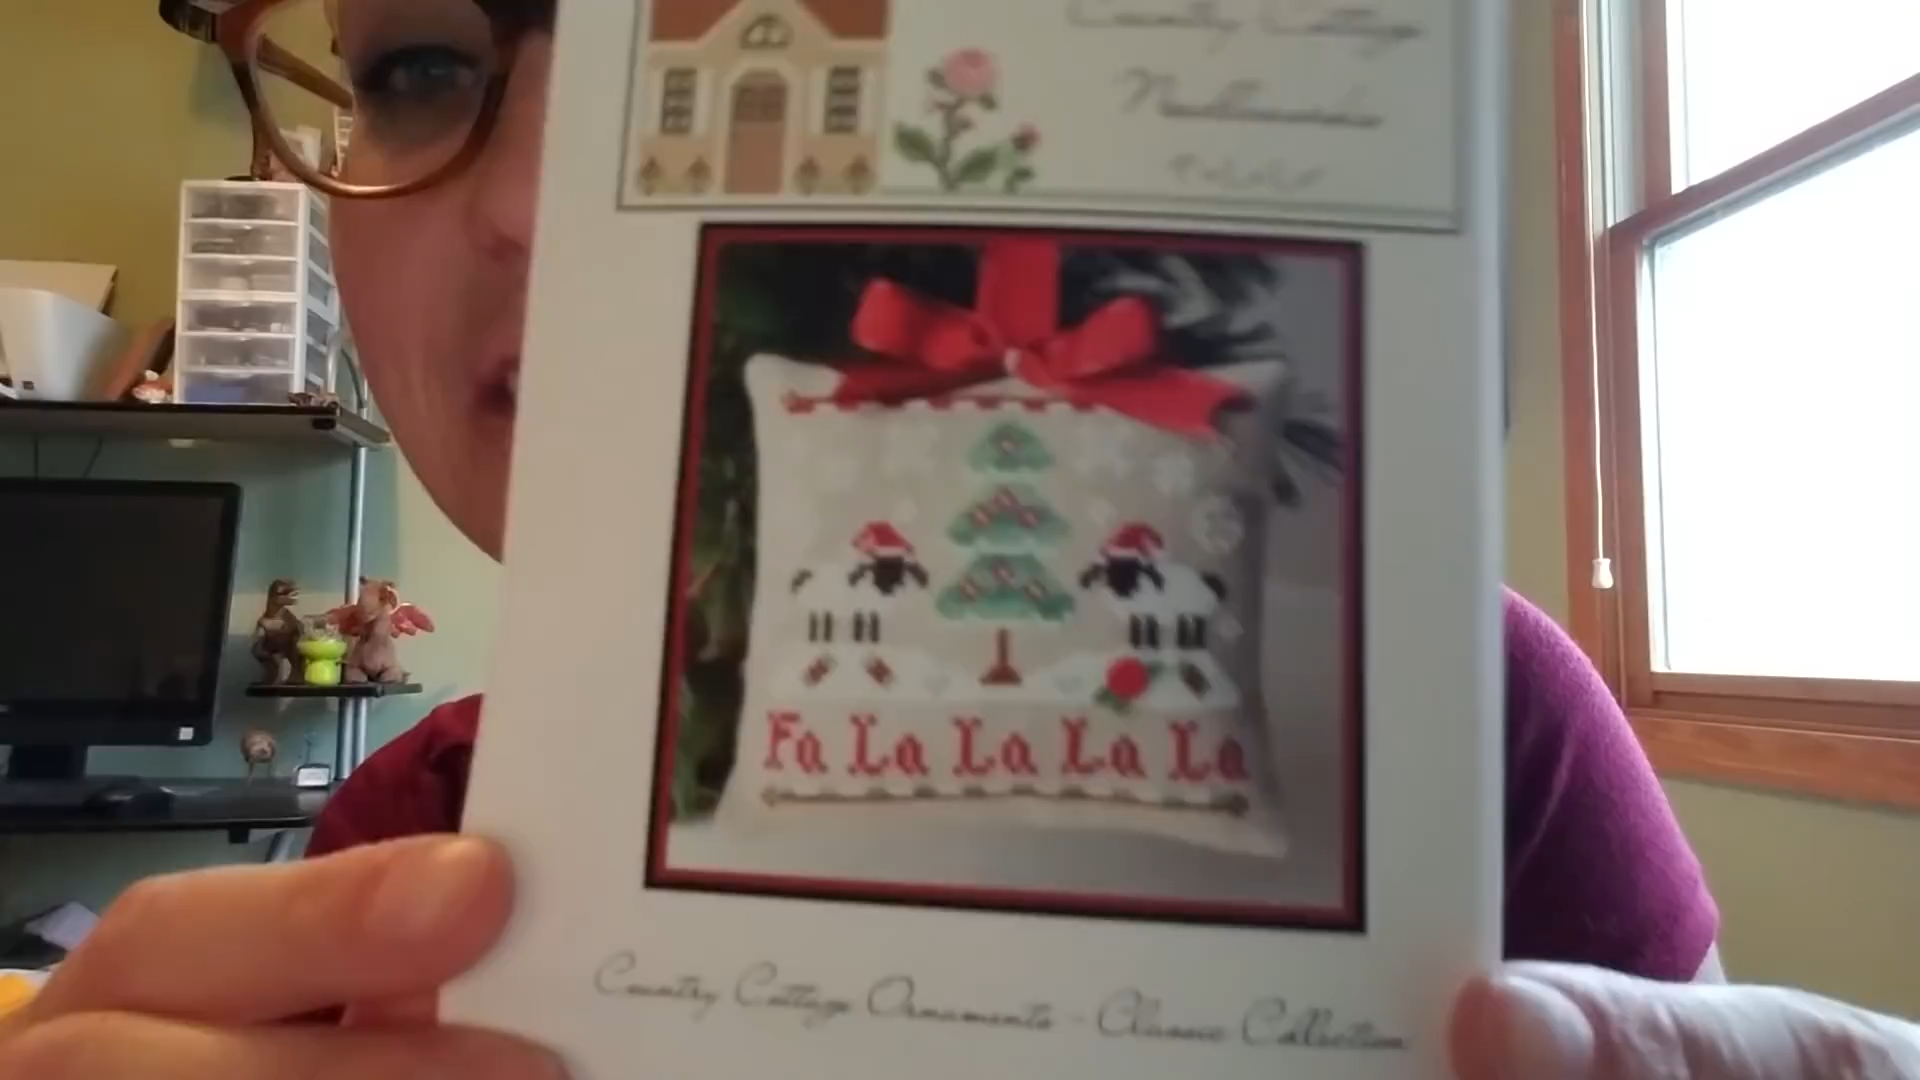 Country Cottage
Needleworks
Fa La La La La
Country Cottage Ornaments - Classic Collection